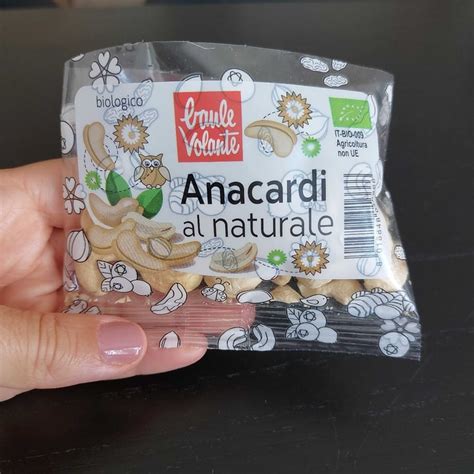 biologico
baule
volante
IT-BIO-009
Agricoltura
non UE
Anacardi
al naturale